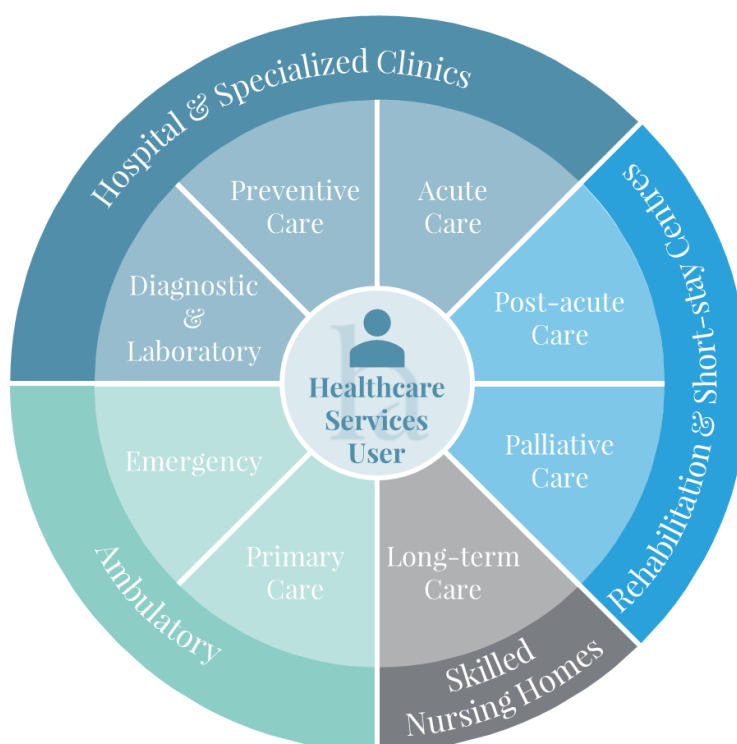 Hospital & Specialized Clinics
Preventive
Care
Acute
Care
Diagnostic
&
Laboratory
Post-acute
Care
Rehabilitation & Short-stay Centres
ha
Healthcare
Services
User
Emergency
Palliative
Care
Primary
Care
Long-term
Care
Ambulatory
Skilled
Nursing Homes